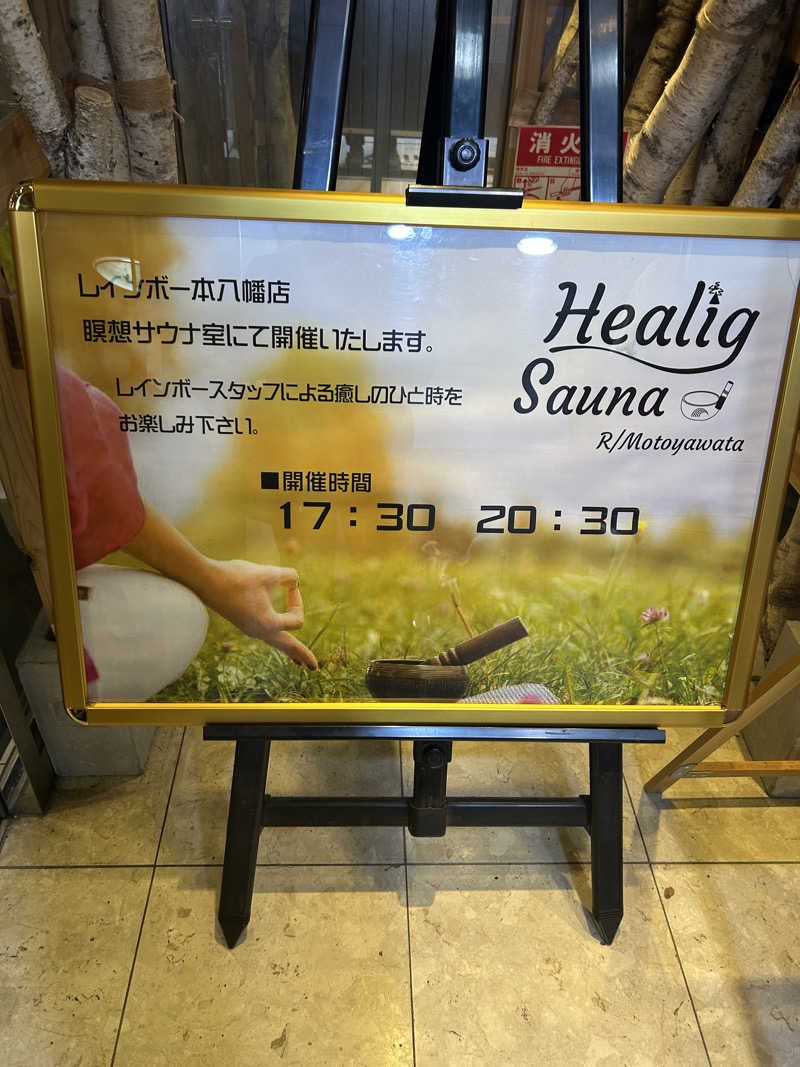 消火
FIRE EXTING
レインボー本八幡店
瞑想サウナ室にて開催いたします。
レインボースタッフによる癒しのひと時を
お楽しみ下さい。
■開催時間
17:30 20:30
Healig
Sauna
R/Motoyawata